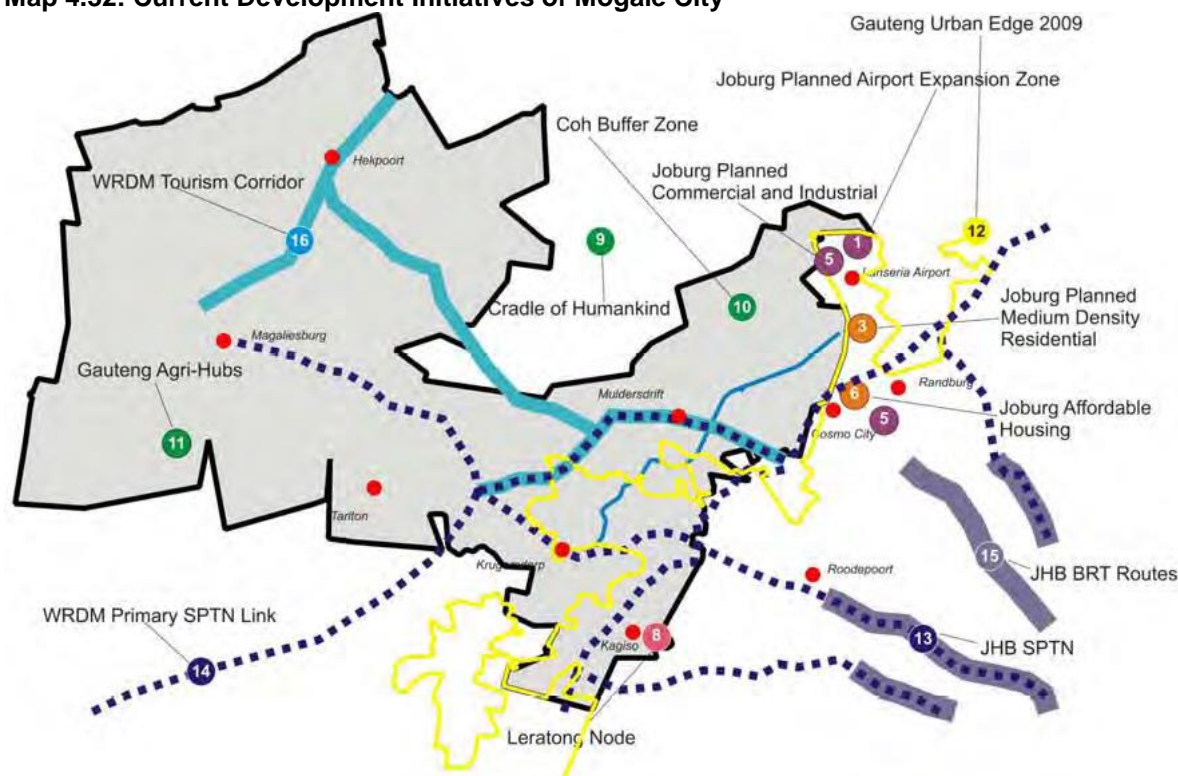 Map 4.32: Current Development Initiatives of Mogale City
Gauteng Urban Edge 2009
Joburg Planned Airport Expansion Zone
Coh Buffer Zone
Joburg Planned
Commercial and Industrial
Hekpoort
WRDM Tourism Corridor
16
9
12
1
5
Lanseria Airport
Cradle of Humankind
10
Joburg Planned
Medium Density
Residential
3
Magaliesburg
Gauteng Agri-Hubs
Muldersdrift
Randburg
6
Joburg Affordable
Housing
5
Cosmo City
11
Tarlton
Krugersdorp
Roodepoort
15
JHB BRT Routes
WRDM Primary SPTN Link
Kagiso
8
13
JHB SPTN
14
Leratong Node